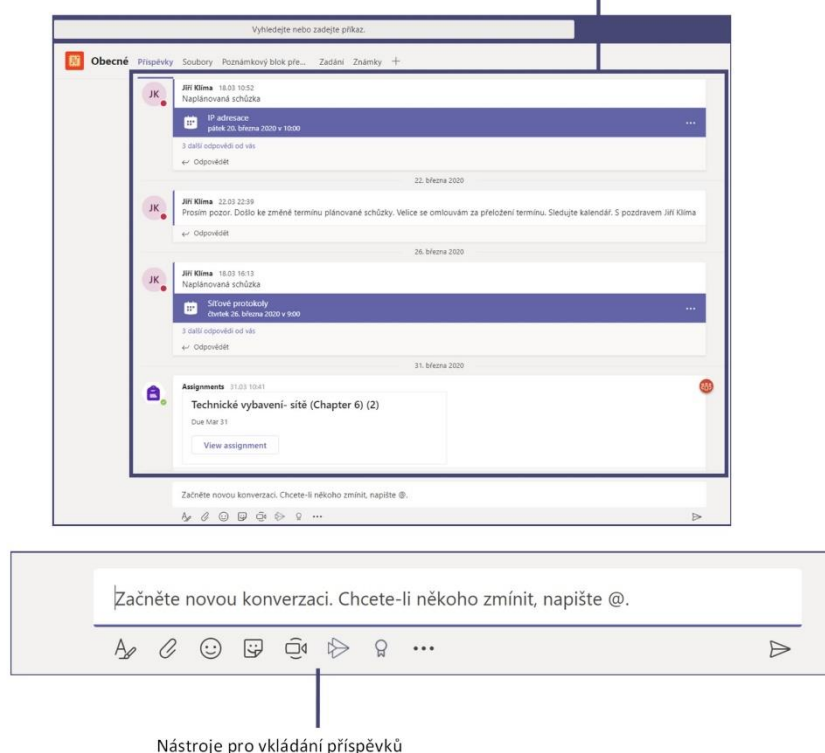 Vyhledejte nebo zadejte příkaz.
Obecné Příspěvky Soubory Poznámkový blok pře... Zadání Známky +
JK
Jiří Klíma 18.03 10:52
Naplánovaná schůzka
IP adresace
pátek 20. března 2020 v 10:00
3 další odpovědi od vás
Odpovědět
22. března 2020
JK
Jiří Klíma 22.03 22:39
Prosím pozor. Došlo ke změně termínu plánované schůzky. Velice se omlouvám za přeložení termínu. Sledujte kalendář. S pozdravem Jiří Klíma
Odpovědět
26. března 2020
JK
Jiří Klíma 18.03 16:13
Naplánovaná schůzka
Síťové protokoly
čtvrtek 26. března 2020 v 9:00
3 další odpovědi od vás
Odpovědět
31. března 2020
Assignments 31.03 10:41
Technické vybavení- sítě (Chapter 6) (2)
Due Mar 31
View assignment
Začněte novou konverzaci. Chcete-li někoho zmínit, napište @.
Začněte novou konverzaci. Chcete-li někoho zmínit, napište @.
Nástroje pro vkládání příspěvků